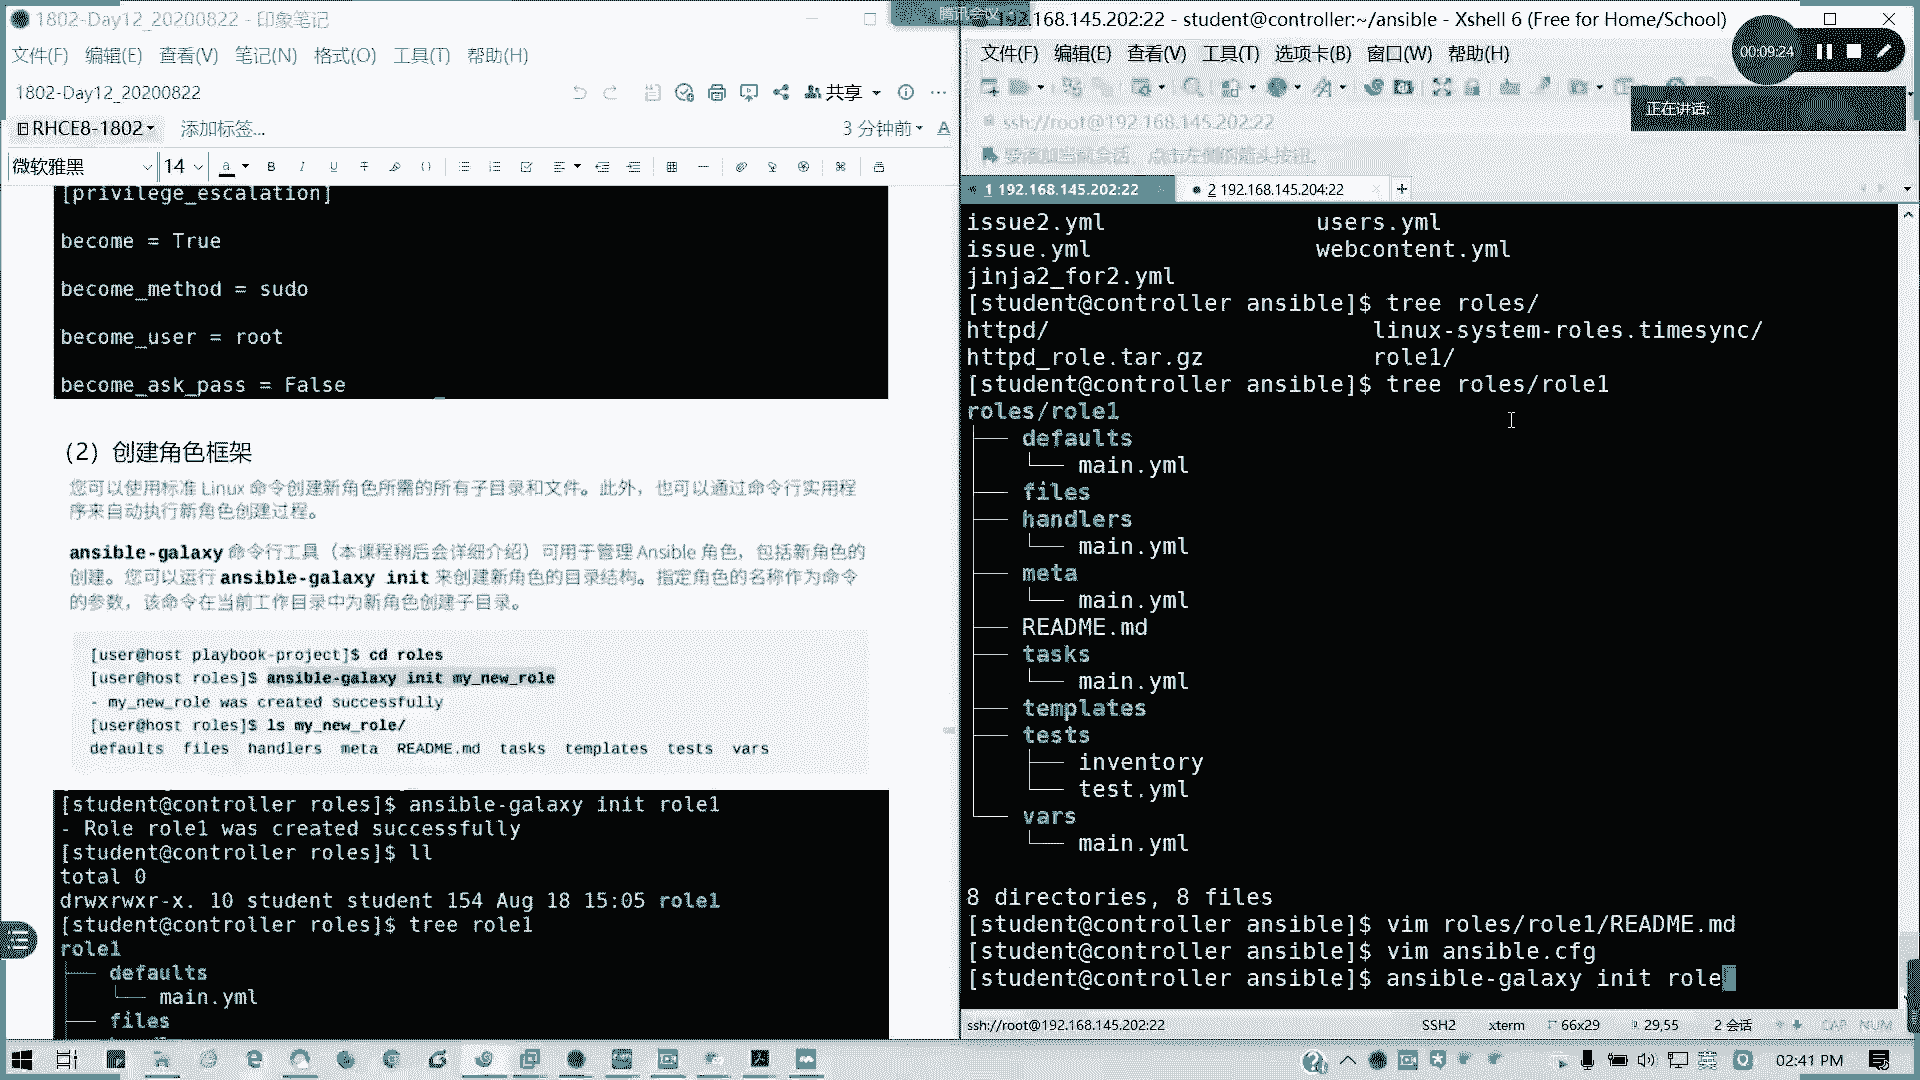 1802-Day12_20200822 - 印象笔记
文件(F) 编辑(E) 查看(V) 笔记(N) 格式(O) 工具(T) 帮助(H)
1802-Day12_20200822
共享
RHCE8-1802
添加标签...
3 分钟前
微软雅黑 14
[privilege_escalation]
become = True
become_method = sudo
become_user = root
become_ask_pass = False
（2）创建角色框架
您可以使用标准 Linux 命令创建新角色所需的所有子目录和文件。此外，也可以通过命令行实用程
序来自动执行新角色创建过程。
ansible-galaxy 命令行工具（本课程稍后会详细介绍）可用于管理 Ansible 角色，包括新角色的
创建。您可以运行 ansible-galaxy init 来创建新角色的目录结构。指定角色的名称作为命令
的参数，该命令在当前工作目录中为新角色创建子目录。
[user@host playbook-project]$ cd roles
[user@host roles]$ ansible-galaxy init my_new_role
- my_new_role was created successfully
[user@host roles]$ ls my_new_role/
defaults files handlers meta README.md tasks templates tests vars
[student@controller roles]$ ansible-galaxy init role1
- Role role1 was created successfully
[student@controller roles]$ ll
total 0
drwxrwxr-x. 10 student student 154 Aug 18 15:05 role1
[student@controller roles]$ tree role1
role1
├── defaults
│   └── main.yml
├── files
腾讯会议
192.168.145.202:22 - student@controller:~/ansible - Xshell 6 (Free for Home/School)
文件(F) 编辑(E) 查看(V) 工具(T) 选项卡(B) 窗口(W) 帮助(H)
00:09:24
正在讲话:
ssh://root@192.168.145.202:22
要添加当前会话，点击左侧的箭头按钮。
1 192.168.145.202:22
2 192.168.145.204:22
issue2.yml users.yml
issue.yml webcontent.yml
jinja2_for2.yml
[student@controller ansible]$ tree roles/
httpd/ linux-system-roles.timesync/
httpd_role.tar.gz role1/
[student@controller ansible]$ tree roles/role1
roles/role1
├── defaults
│   └── main.yml
├── files
├── handlers
│   └── main.yml
├── meta
│   └── main.yml
├── README.md
├── tasks
│   └── main.yml
├── templates
├── tests
│   ├── inventory
│   └── test.yml
└── vars
    └── main.yml
8 directories, 8 files
[student@controller ansible]$ vim roles/role1/README.md
[student@controller ansible]$ vim ansible.cfg
[student@controller ansible]$ ansible-galaxy init role
ssh://root@192.168.145.202:22 SSH2 xterm 66x29 29,55 2 会话 CAP NUM
英 02:41 PM